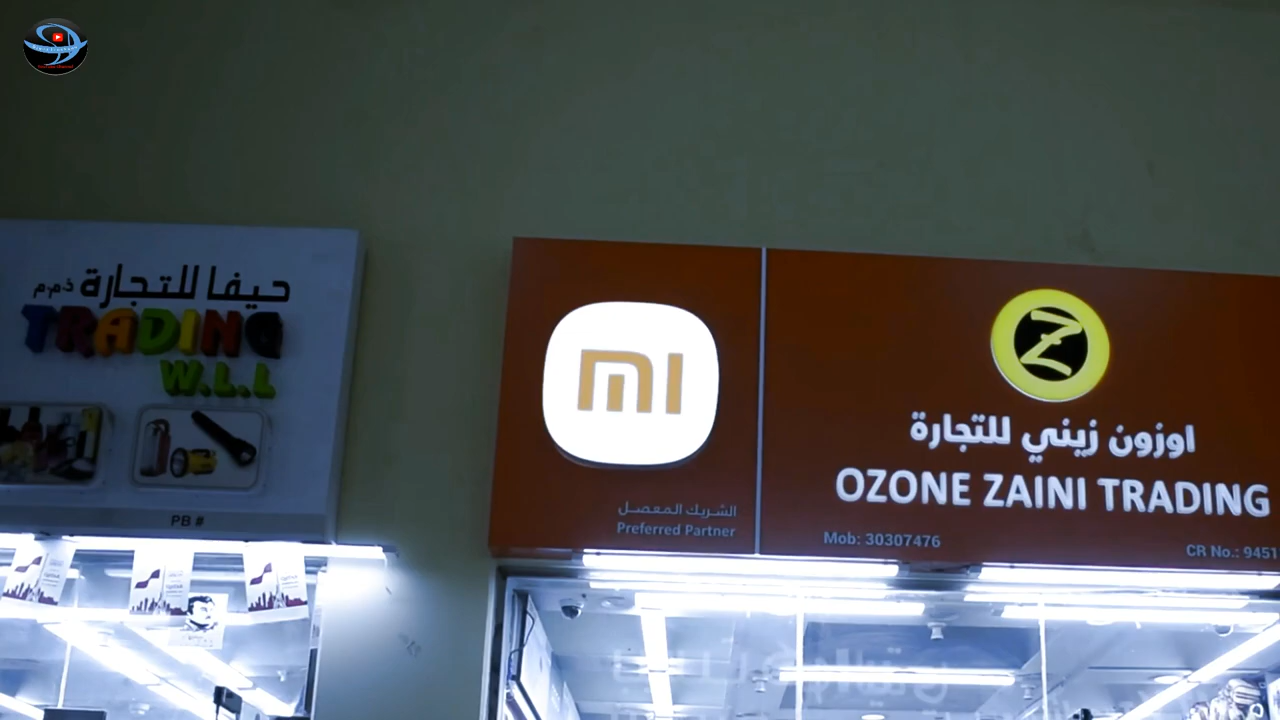 حيفا للتجارة ذ.م.م
TRADING
W.L.L
PB #
mi
الشريك المفضل
Preferred Partner
اوزون زيني للتجارة
OZONE ZAINI TRADING
Mob: 30307476
CR No.: 9451